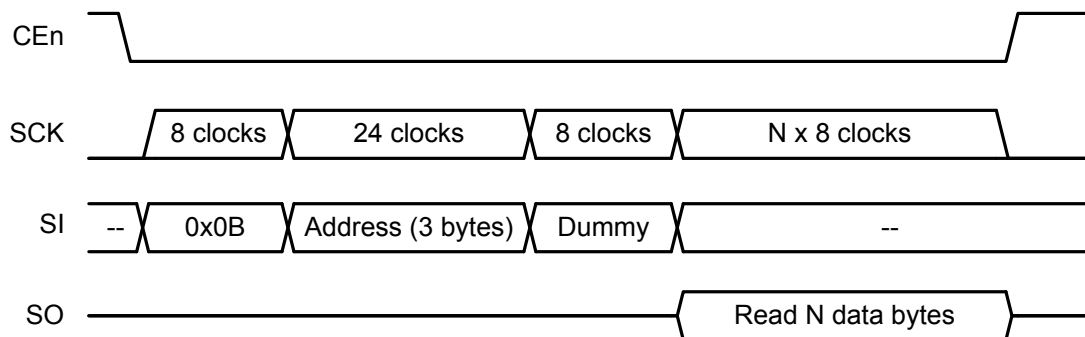 CEn
SCK 8 clocks 24 clocks 8 clocks N x 8 clocks
SI -- 0x0B Address (3 bytes) Dummy --
SO Read N data bytes